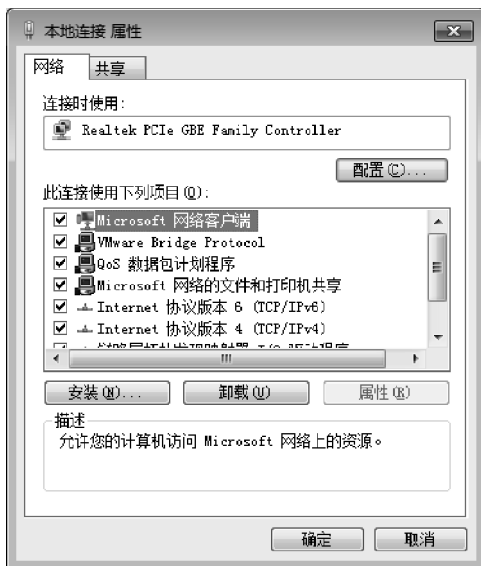 本地连接 属性
网络 共享
连接时使用:
Realtek PCIe GBE Family Controller
配置(C)...
此连接使用下列项目(O):
Microsoft 网络客户端
VMware Bridge Protocol
QoS 数据包计划程序
Microsoft 网络的文件和打印机共享
Internet 协议版本 6 (TCP/IPv6)
Internet 协议版本 4 (TCP/IPv4)
安装(N)... 卸载(U) 属性(R)
描述
允许您的计算机访问 Microsoft 网络上的资源。
确定 取消